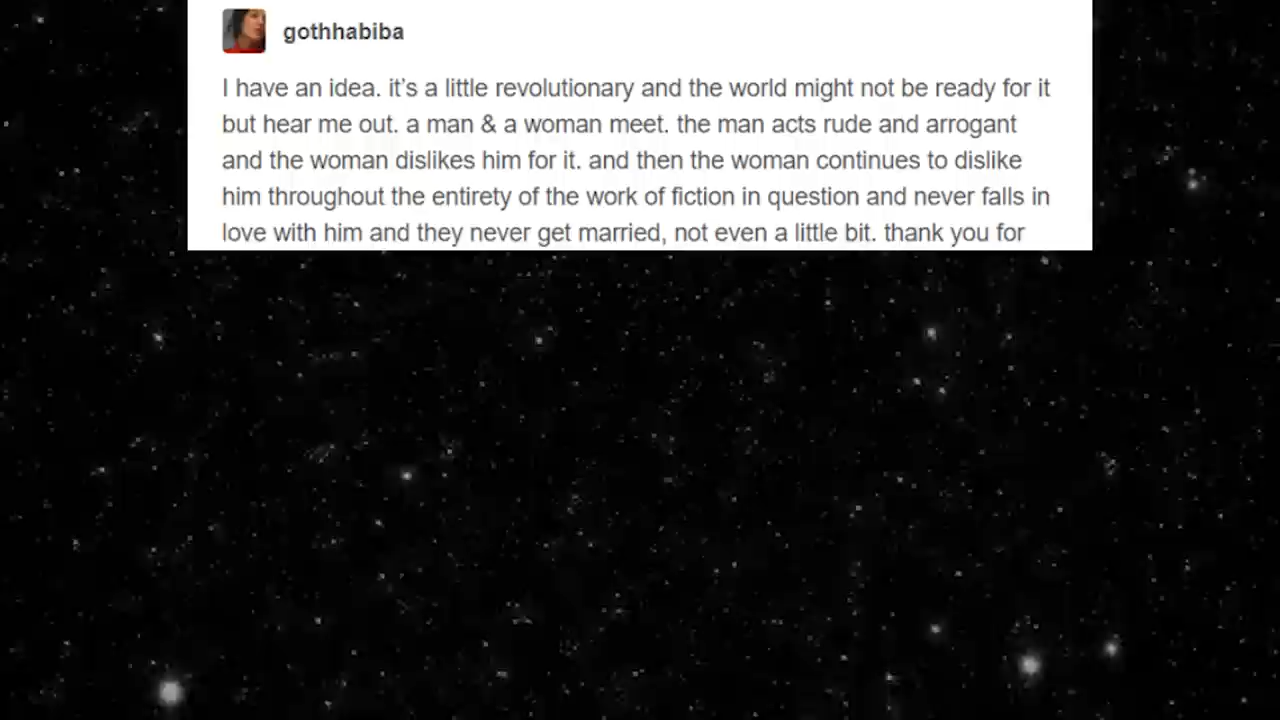 gothhabiba
I have an idea. it’s a little revolutionary and the world might not be ready for it
but hear me out. a man & a woman meet. the man acts rude and arrogant
and the woman dislikes him for it. and then the woman continues to dislike
him throughout the entirety of the work of fiction in question and never falls in
love with him and they never get married, not even a little bit. thank you for